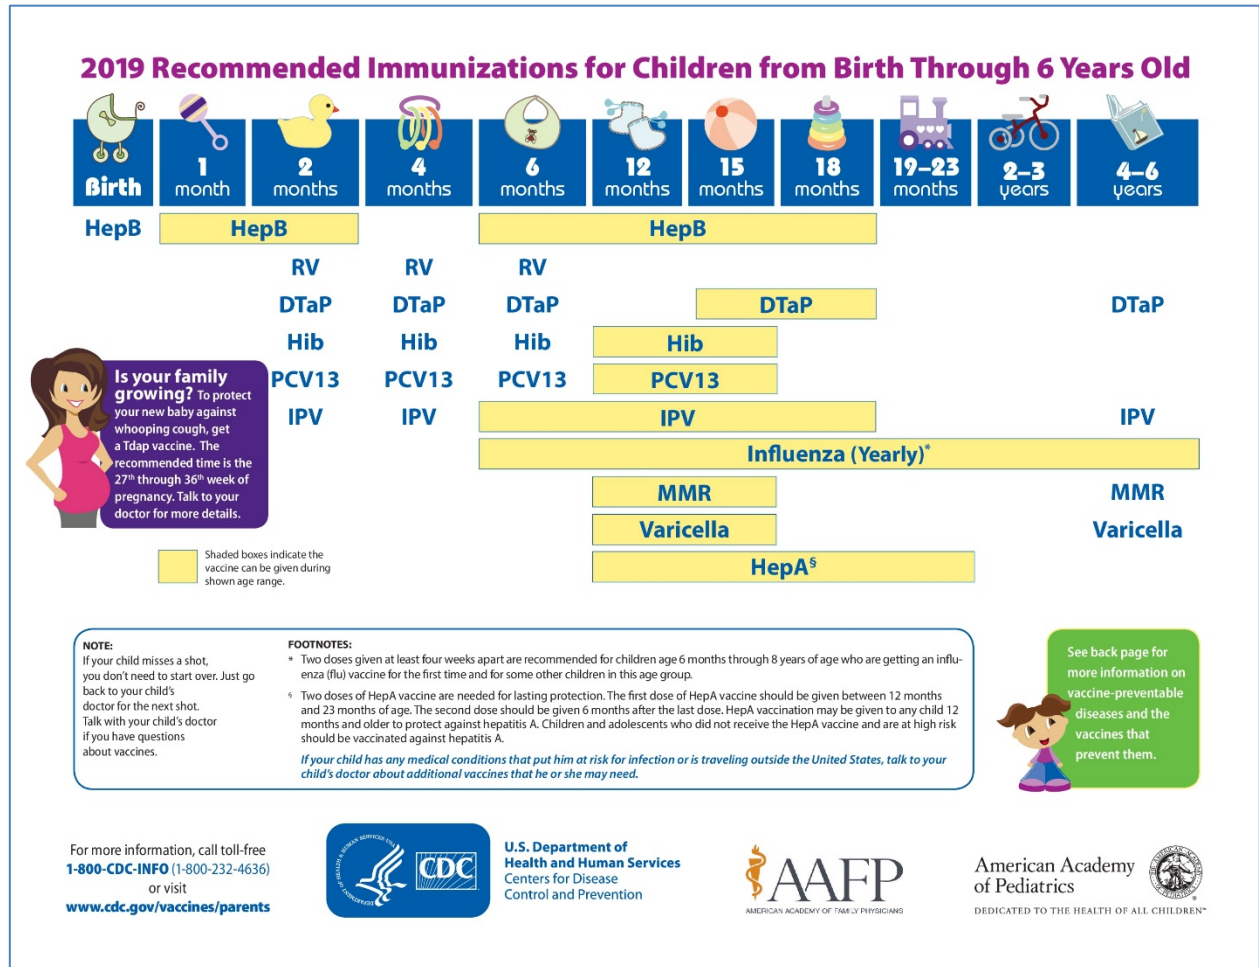 2019 Recommended Immunizations for Children from Birth Through 6 Years Old
Birth
1 month
2 months
4 months
6 months
12 months
15 months
18 months
19–23 months
2–3 years
4–6 years
HepB HepB HepB
RV RV RV
DTaP DTaP DTaP DTaP DTaP
Hib Hib Hib Hib
PCV13 PCV13 PCV13 PCV13
IPV IPV IPV IPV
Influenza (Yearly)*
MMR MMR
Varicella Varicella
HepA§
Is your family
growing? To protect
your new baby against
whooping cough, get
a Tdap vaccine. The
recommended time is the
27th through 36th week of
pregnancy. Talk to your
doctor for more details.
Shaded boxes indicate the
vaccine can be given during
shown age range.
NOTE:
If your child misses a shot,
you don't need to start over. Just go
back to your child's
doctor for the next shot.
Talk with your child's doctor
if you have questions
about vaccines.
FOOTNOTES:
* Two doses given at least four weeks apart are recommended for children age 6 months through 8 years of age who are getting an influ-
enza (flu) vaccine for the first time and for some other children in this age group.
§ Two doses of HepA vaccine are needed for lasting protection. The first dose of HepA vaccine should be given between 12 months
and 23 months of age. The second dose should be given 6 months after the last dose. HepA vaccination may be given to any child 12
months and older to protect against hepatitis A. Children and adolescents who did not receive the HepA vaccine and are at high risk
should be vaccinated against hepatitis A.
If your child has any medical conditions that put him at risk for infection or is traveling outside the United States, talk to your
child's doctor about additional vaccines that he or she may need.
See back page for
more information on
vaccine-preventable
diseases and the
vaccines that
prevent them.
For more information, call toll-free
1-800-CDC-INFO (1-800-232-4636)
or visit
www.cdc.gov/vaccines/parents
DEPARTMENT OF HEALTH & HUMAN SERVICES·USA
CDC
U.S. Department of
Health and Human Services
Centers for Disease
Control and Prevention
AAFP
AMERICAN ACADEMY OF FAMILY PHYSICIANS
American Academy
of Pediatrics
DEDICATED TO THE HEALTH OF ALL CHILDREN™